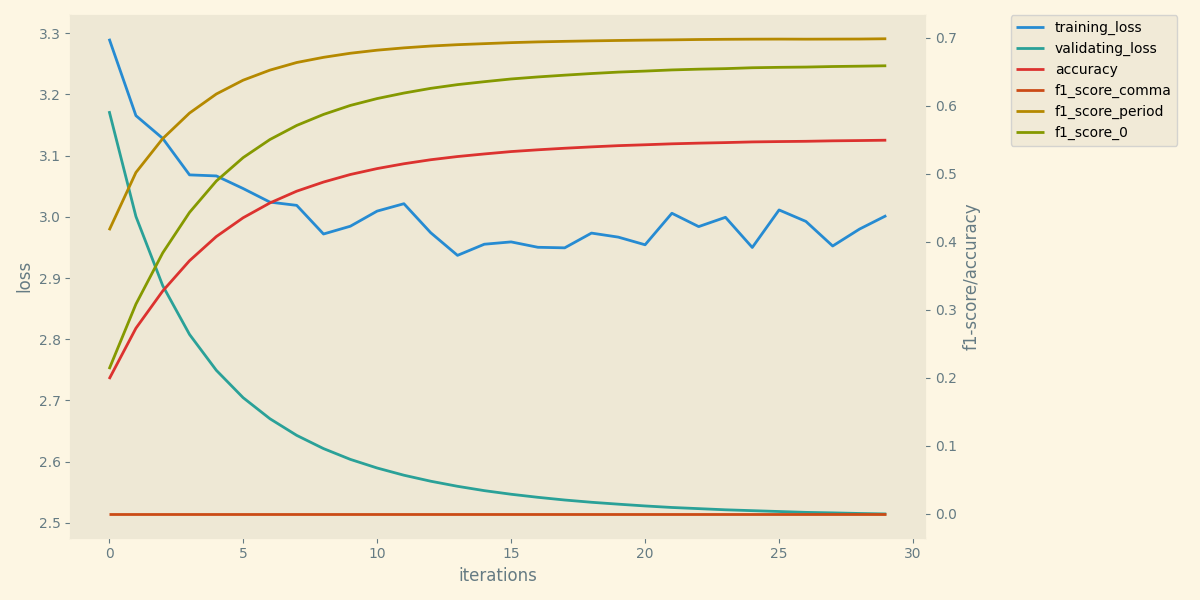 training_loss
validating_loss
accuracy
f1_score_comma
f1_score_period
f1_score_0
3.3
3.2
3.1
3.0
2.9
2.8
2.7
2.6
2.5
loss
0.7
0.6
0.5
0.4
0.3
0.2
0.1
0.0
f1-score/accuracy
0 5 10 15 20 25 30
iterations